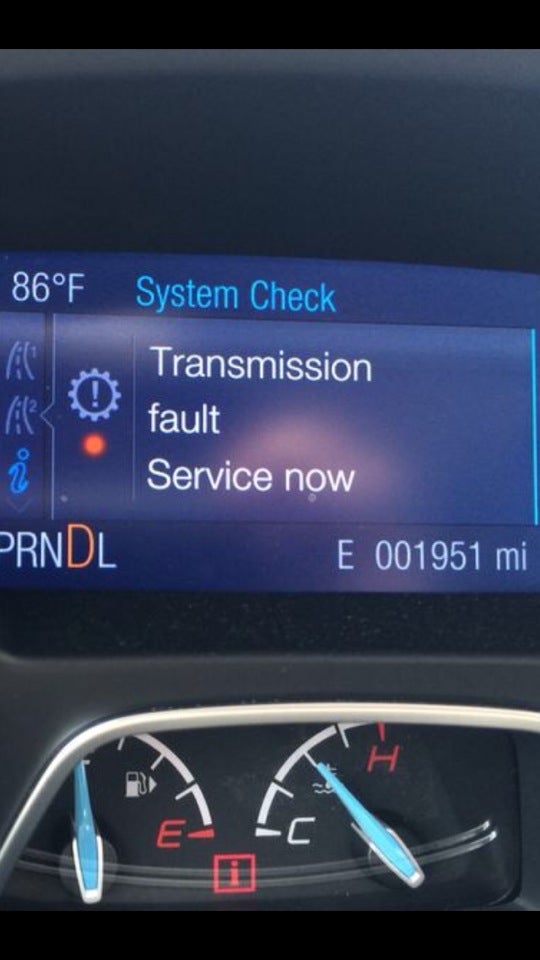 86°F System Check
Transmission
fault
Service now
PRNDL E 001951 mi
E C H